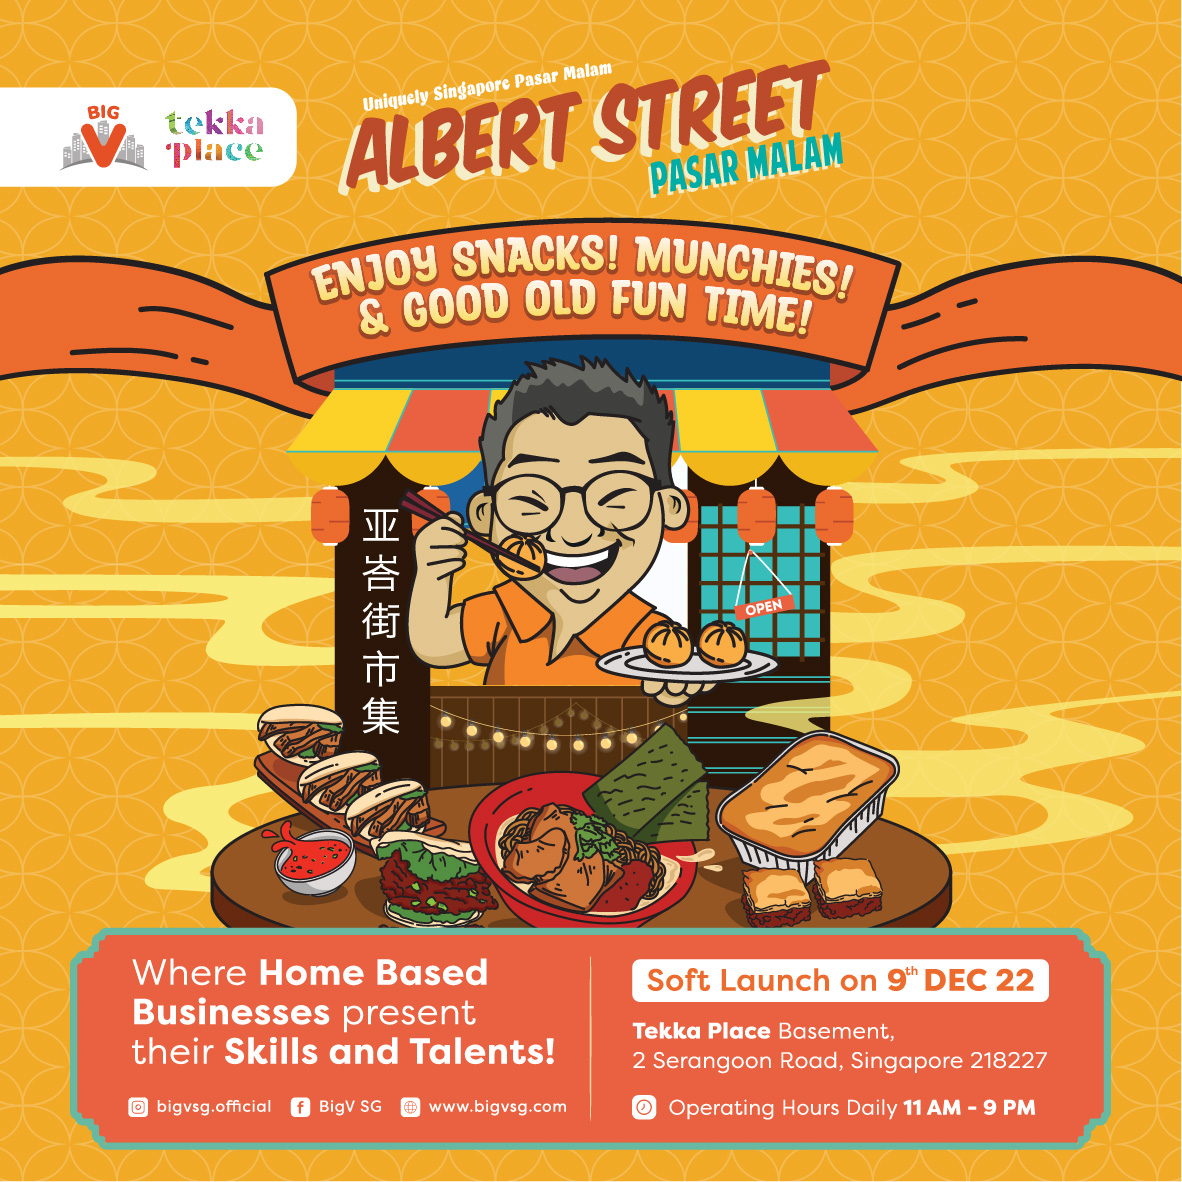 BIG
V
tekka
place
Uniquely Singapore Pasar Malam
ALBERT STREET
PASAR MALAM
ENJOY SNACKS! MUNCHIES!
& GOOD OLD FUN TIME!
亚峇街市集
OPEN
Where Home Based
Businesses present
their Skills and Talents!
bigvsg.official
BigV SG
www.bigvsg.com
Soft Launch on 9th DEC 22
Tekka Place Basement,
2 Serangoon Road, Singapore 218227
Operating Hours Daily 11 AM - 9 PM